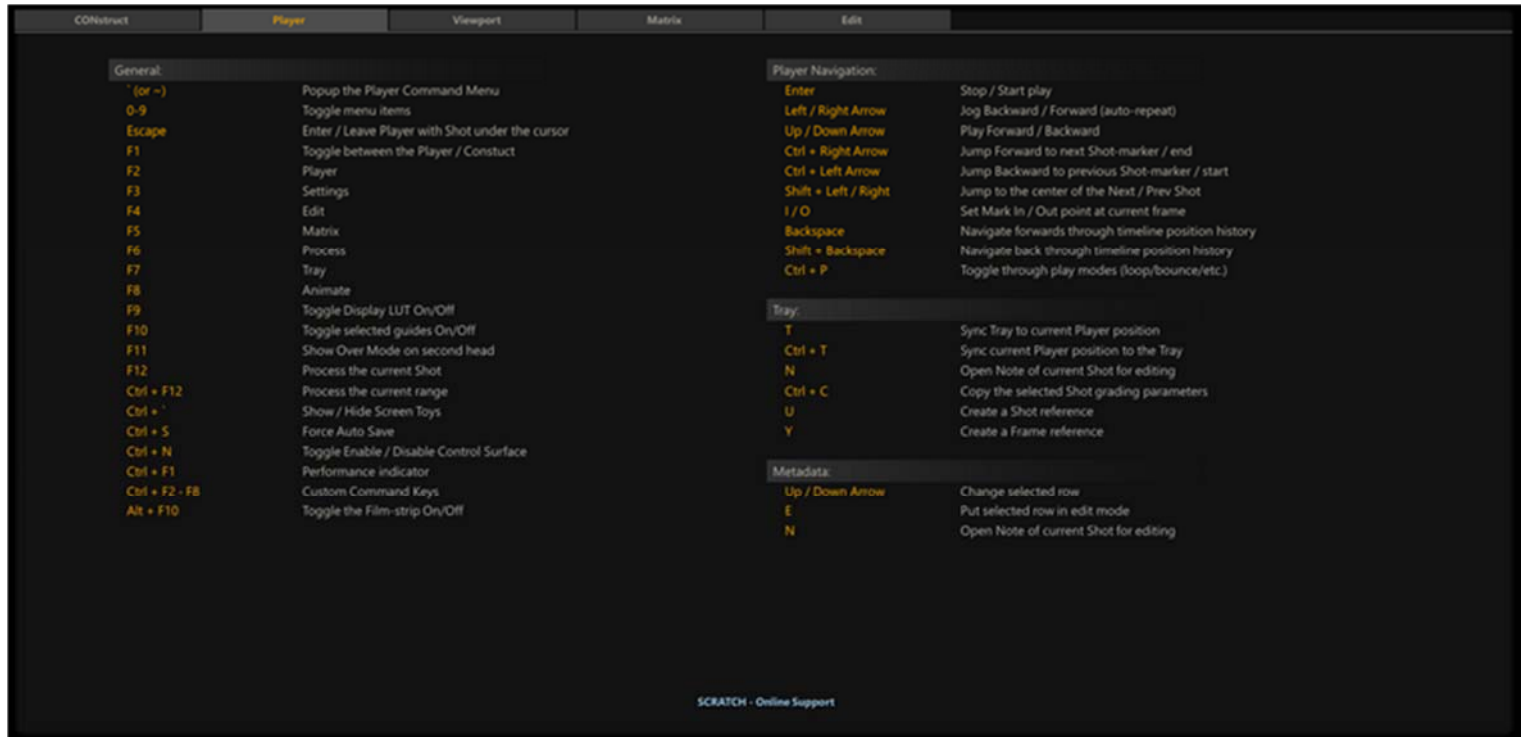 CONstruct Player Viewport Matrix Edit
General:
` (or ~) Popup the Player Command Menu
0-9 Toggle menu items
Escape Enter / Leave Player with Shot under the cursor
F1 Toggle between the Player / Constuct
F2 Player
F3 Settings
F4 Edit
F5 Matrix
F6 Process
F7 Tray
F8 Animate
F9 Toggle Display LUT On/Off
F10 Toggle selected guides On/Off
F11 Show Over Mode on second head
F12 Process the current Shot
Ctrl + F12 Process the current range
Ctrl + ` Show / Hide Screen Toys
Ctrl + S Force Auto Save
Ctrl + N Toggle Enable / Disable Control Surface
Ctrl + F1 Performance indicator
Ctrl + F2 - F8 Custom Command Keys
Alt + F10 Toggle the Film-strip On/Off
Player Navigation:
Enter Stop / Start play
Left / Right Arrow Jog Backward / Forward (auto-repeat)
Up / Down Arrow Play Forward / Backward
Ctrl + Right Arrow Jump Forward to next Shot-marker / end
Ctrl + Left Arrow Jump Backward to previous Shot-marker / start
Shift + Left / Right Jump to the center of the Next / Prev Shot
I / O Set Mark In / Out point at current frame
Backspace Navigate forwards through timeline position history
Shift + Backspace Navigate back through timeline position history
Ctrl + P Toggle through play modes (loop/bounce/etc.)
Tray:
T Sync Tray to current Player position
Ctrl + T Sync current Player position to the Tray
N Open Note of current Shot for editing
Ctrl + C Copy the selected Shot grading parameters
U Create a Shot reference
Y Create a Frame reference
Metadata:
Up / Down Arrow Change selected row
E Put selected row in edit mode
N Open Note of current Shot for editing
SCRATCH - Online Support